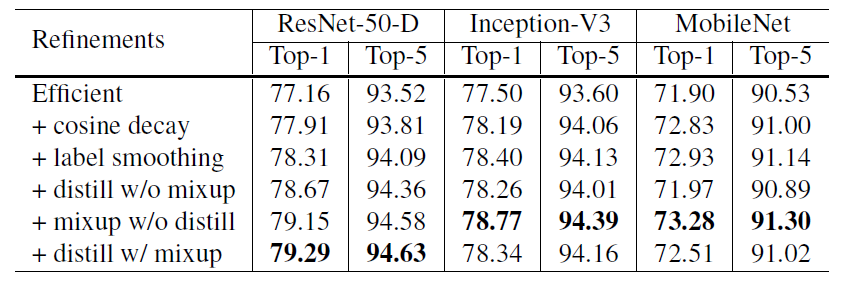 Refinements ResNet-50-D Inception-V3 MobileNet
Top-1 Top-5 Top-1 Top-5 Top-1 Top-5
Efficient 77.16 93.52 77.50 93.60 71.90 90.53
+ cosine decay 77.91 93.81 78.19 94.06 72.83 91.00
+ label smoothing 78.31 94.09 78.40 94.13 72.93 91.14
+ distill w/o mixup 78.67 94.36 78.26 94.01 71.97 90.89
+ mixup w/o distill 79.15 94.58 78.77 94.39 73.28 91.30
+ distill w/ mixup 79.29 94.63 78.34 94.16 72.51 91.02